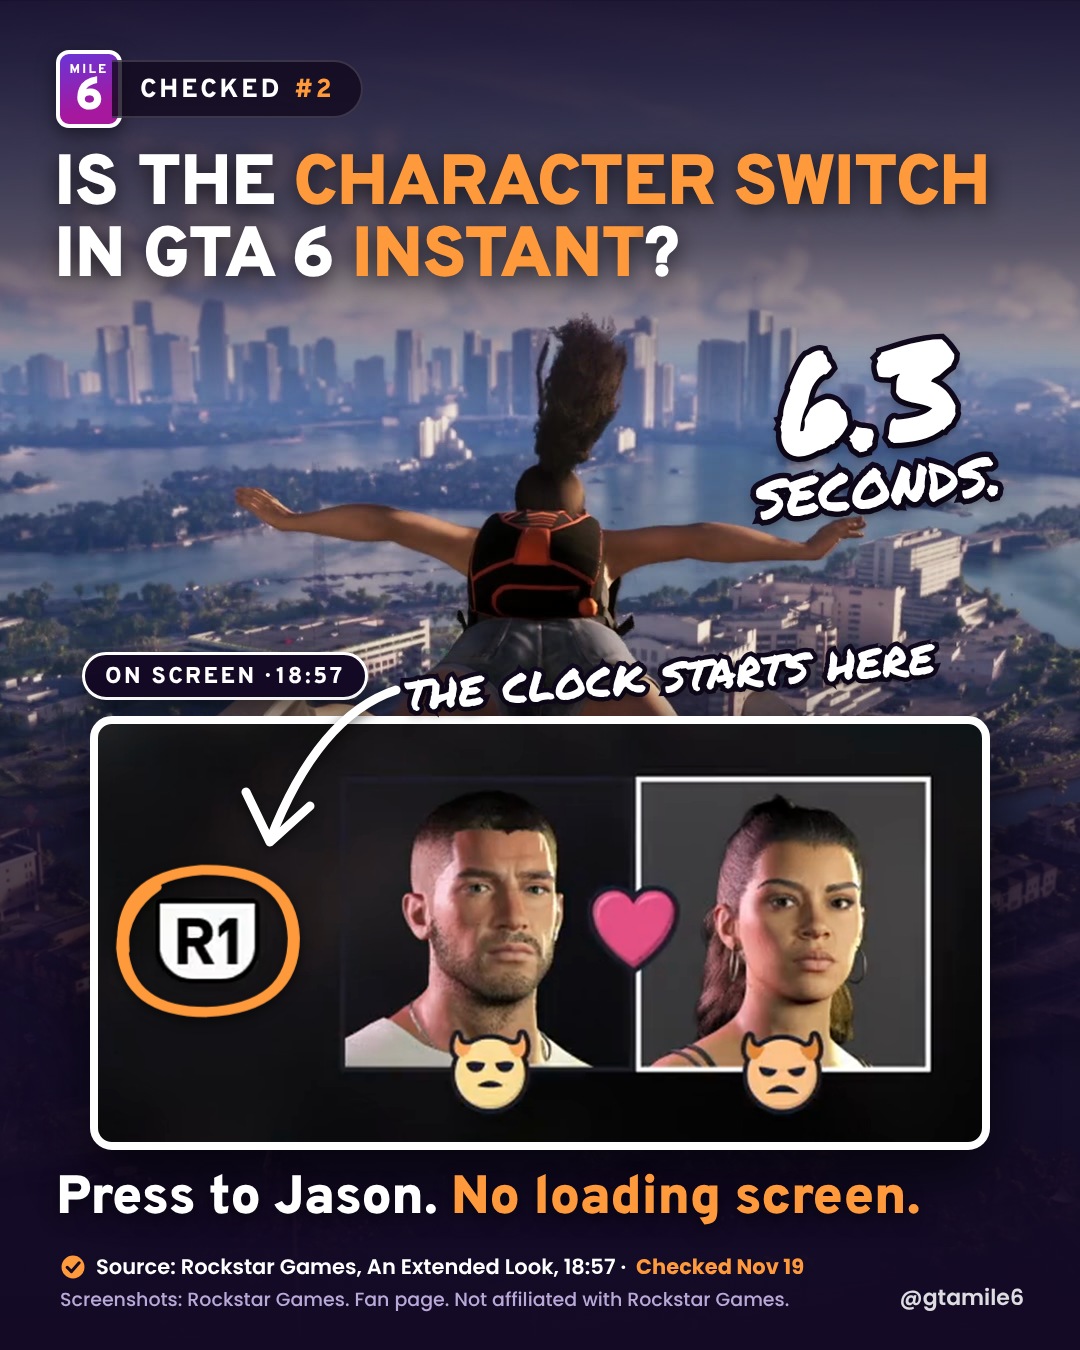 MILE
6
CHECKED #2
IS THE CHARACTER SWITCH
IN GTA 6 INSTANT?
6.3
SECONDS.
ON SCREEN ·18:57
THE CLOCK STARTS HERE
R1
Press to Jason. No loading screen.
Source: Rockstar Games, An Extended Look, 18:57 · Checked Nov 19
Screenshots: Rockstar Games. Fan page. Not affiliated with Rockstar Games.
@gtamile6